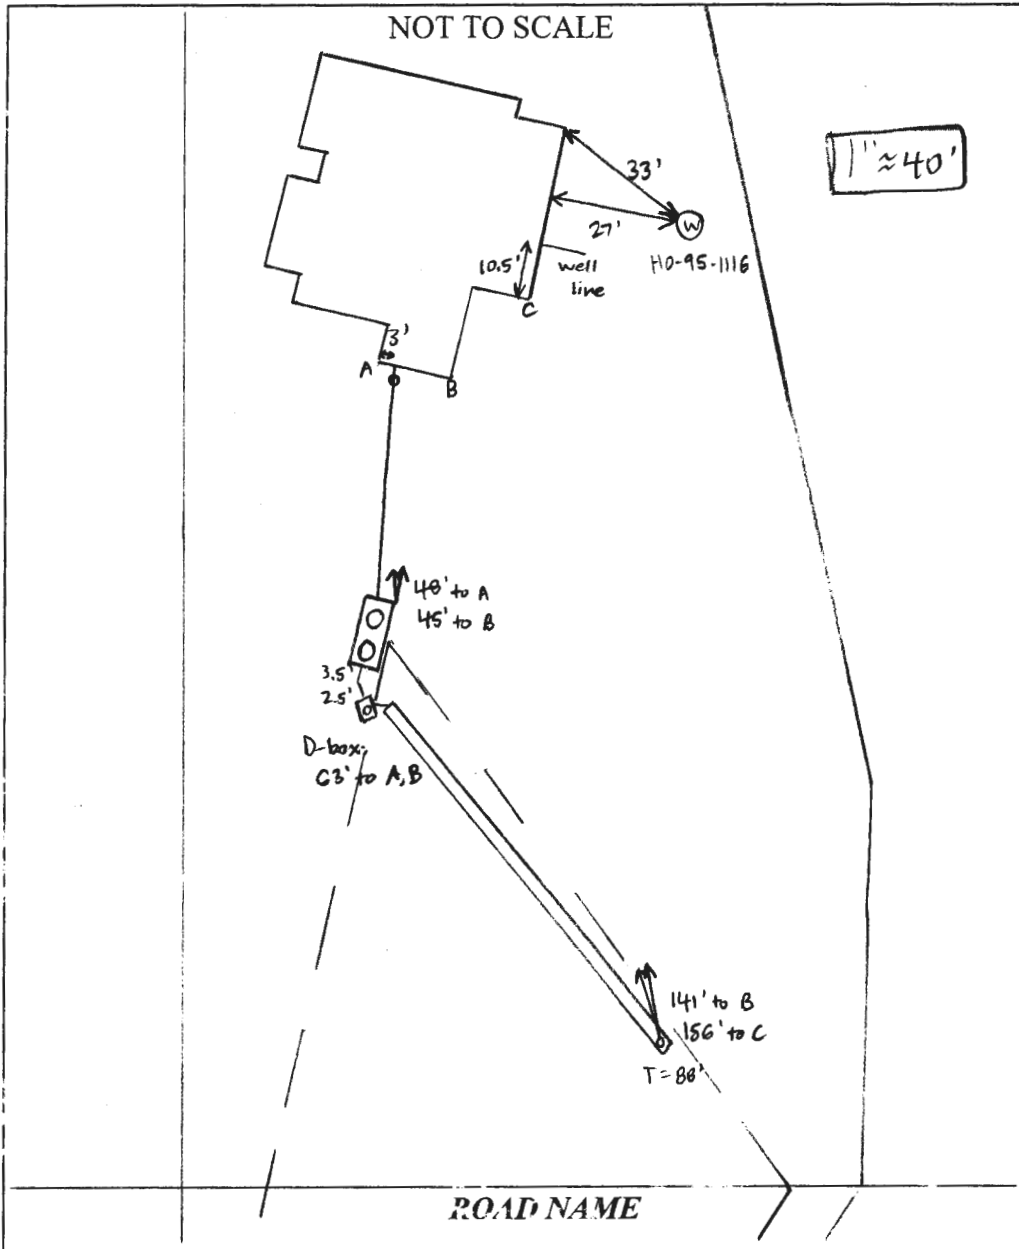 NOT TO SCALE
1" ≈ 40'
33'
27'
W
HO-95-1116
10.5'
well
line
C
3'
A
B
48' to A
45' to B
3.5'
2.5'
D-box:
63' to A, B
141' to B
156' to C
T = 88'
ROAD NAME